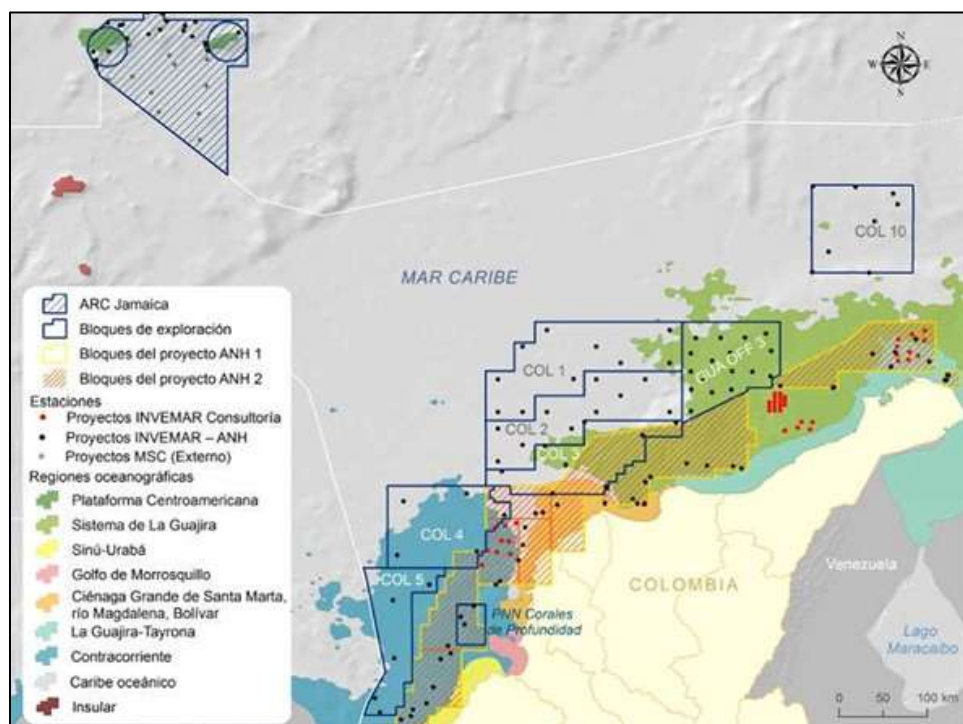 N
W E
S
COL 10
MAR CARIBE
ARC Jamaica
Bloques de exploración
Bloques del proyecto ANH 1
Bloques del proyecto ANH 2
Estaciones
Proyectos INVEMAR Consultoría
Proyectos INVEMAR – ANH
Proyectos MSC (Externo)
Regiones oceanográficas
Plataforma Centroamericana
Sistema de La Guajira
Sinú-Urabá
Golfo de Morrosquillo
Ciénaga Grande de Santa Marta,
río Magdalena, Bolívar
La Guajira-Tayrona
Contracorriente
Caribe oceánico
Insular
COL 1
GUA OFF 3
COL 2
COL 3
COL 4
COL 5
PNN Corales
de Profundidad
COLOMBIA
Venezuela
Lago
Maracaibo
0 50 100 km